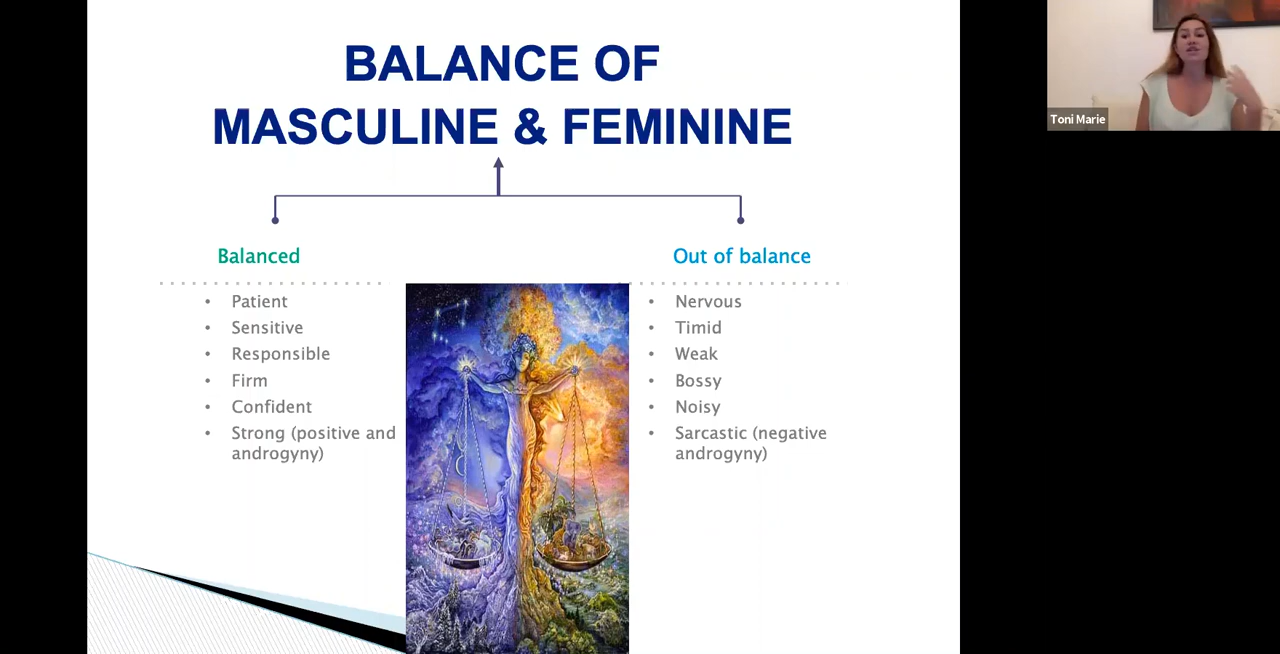 BALANCE OF
MASCULINE & FEMININE
Balanced
• Patient
• Sensitive
• Responsible
• Firm
• Confident
• Strong (positive and
androgyny)
Out of balance
• Nervous
• Timid
• Weak
• Bossy
• Noisy
• Sarcastic (negative
androgyny)
Toni Marie